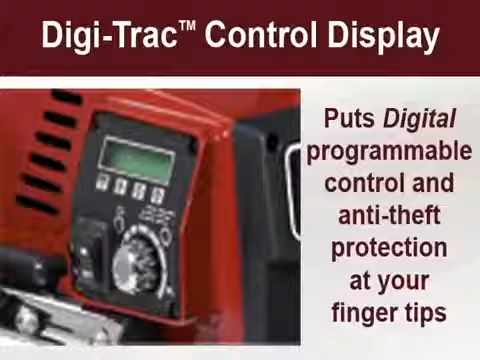 Digi-Trac™ Control Display
Puts Digital
programmable
control and
anti-theft
protection
at your
finger tips